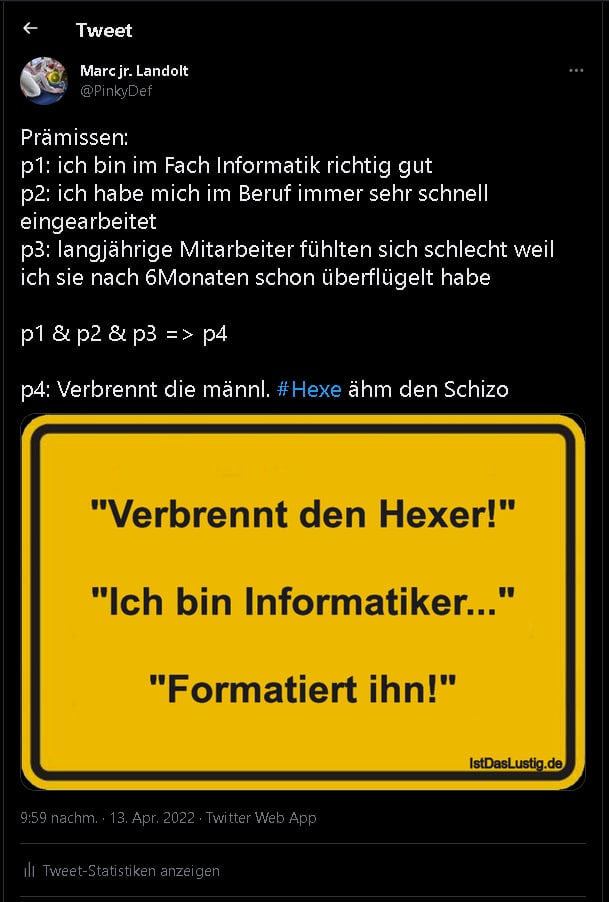 Tweet
Marc jr. Landolt
@PinkyDef
Prämissen:
p1: ich bin im Fach Informatik richtig gut
p2: ich habe mich im Beruf immer sehr schnell
eingearbeitet
p3: langjährige Mitarbeiter fühlten sich schlecht weil
ich sie nach 6Monaten schon überflügelt habe
p1 & p2 & p3 => p4
p4: Verbrennt die männl. #Hexe ähm den Schizo
"Verbrennt den Hexer!"
"Ich bin Informatiker..."
"Formatiert ihn!"
IstDasLustig.de
9:59 nachm. · 13. Apr. 2022 · Twitter Web App
Tweet-Statistiken anzeigen